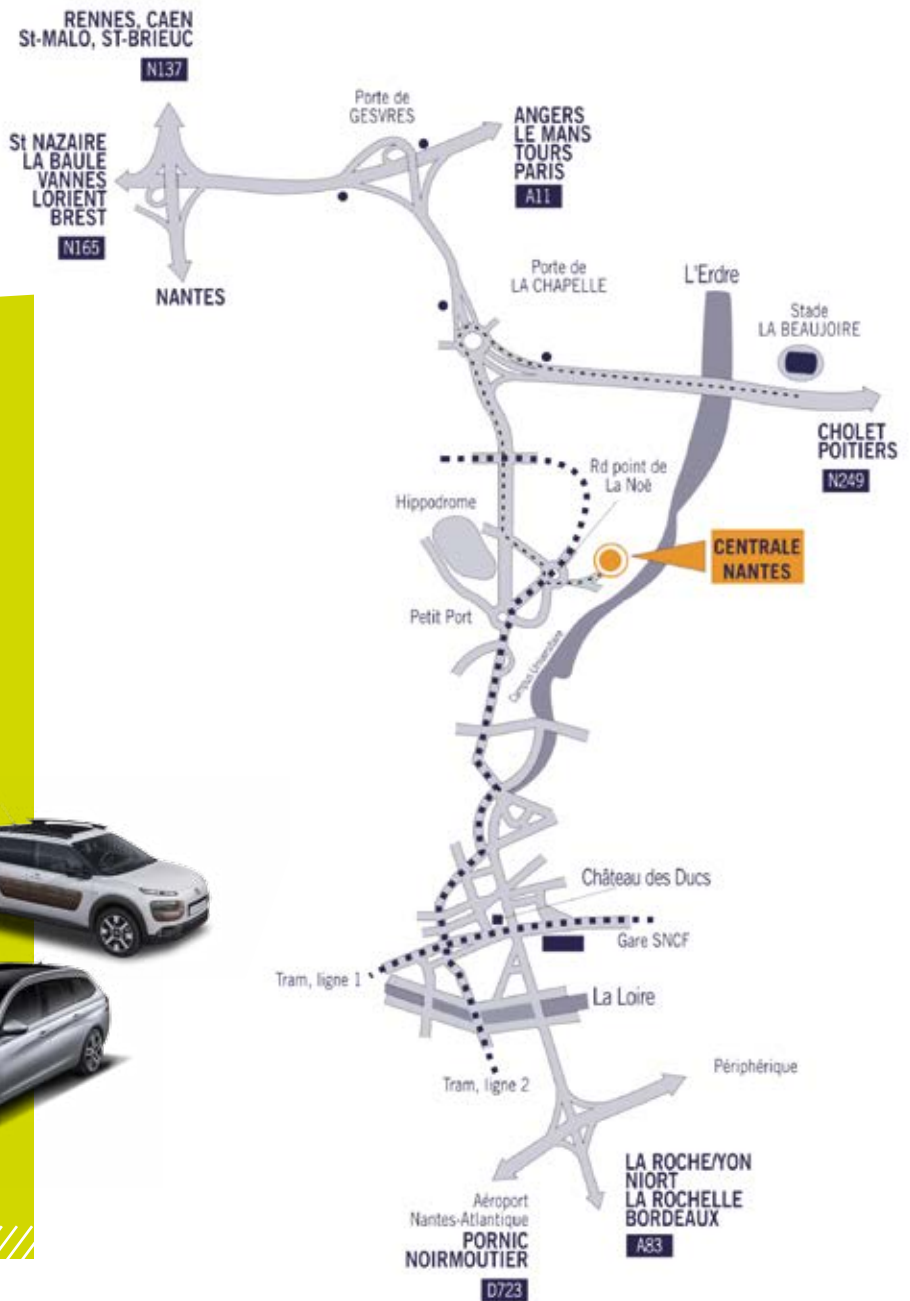 RENNES, CAEN
St-MALO, ST-BRIEUC
N137
Porte de
GESVRES
ANGERS
LE MANS
TOURS
PARIS
A11
St NAZAIRE
LA BAULE
VANNES
LORIENT
BREST
N165
NANTES
Porte de
LA CHAPELLE
L'Erdre
Stade
LA BEAUJOIRE
CHOLET
POITIERS
N249
Rd point de
La Noë
Hippodrome
CENTRALE
NANTES
Petit Port
Campus Universitaire
Château des Ducs
Gare SNCF
Tram, ligne 1
La Loire
Tram, ligne 2
Périphérique
LA ROCHE/YON
NIORT
LA ROCHELLE
BORDEAUX
A83
Aéroport
Nantes-Atlantique
PORNIC
NOIRMOUTIER
D723